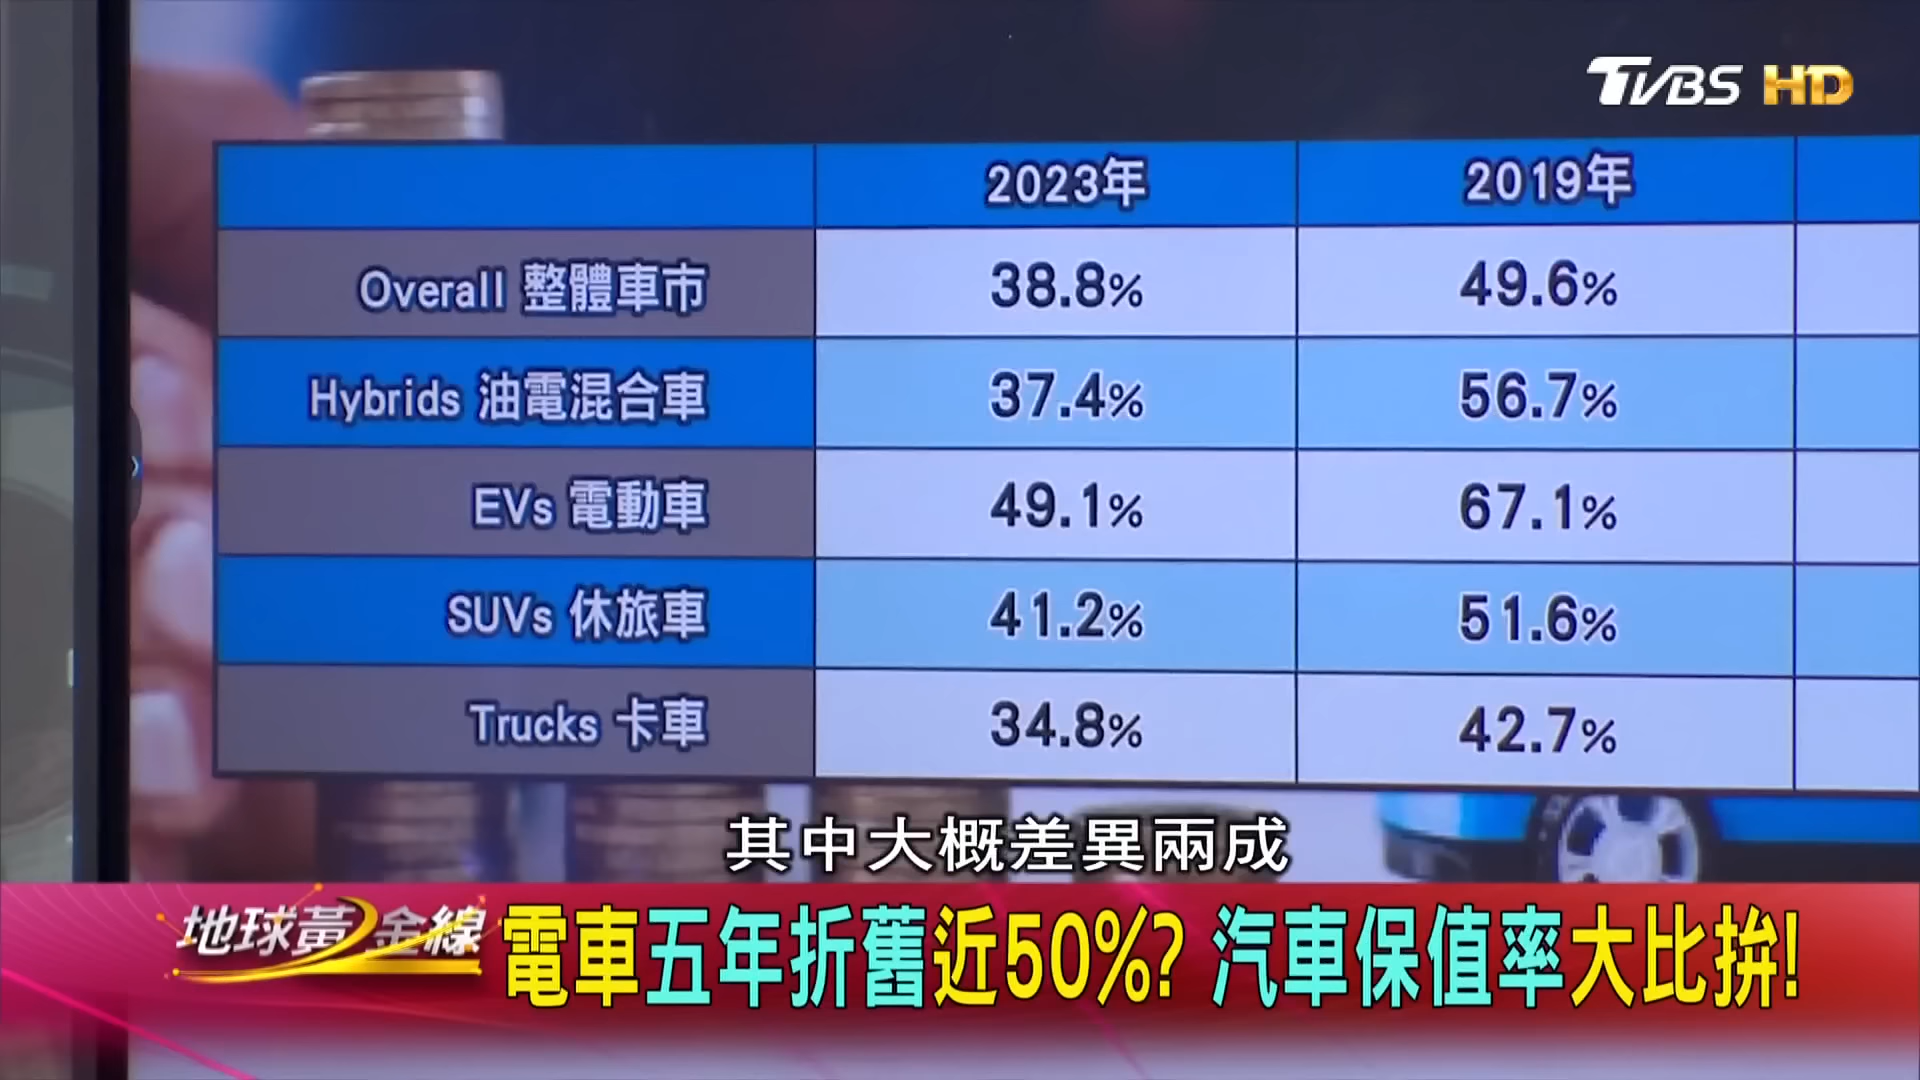 TVBS HD
2023年 2019年
Overall 整體車市 38.8% 49.6%
Hybrids 油電混合車 37.4% 56.7%
EVs 電動車 49.1% 67.1%
SUVs 休旅車 41.2% 51.6%
Trucks 卡車 34.8% 42.7%
其中大概差異兩成
地球黃金線 電車五年折舊近50%? 汽車保值率大比拚!